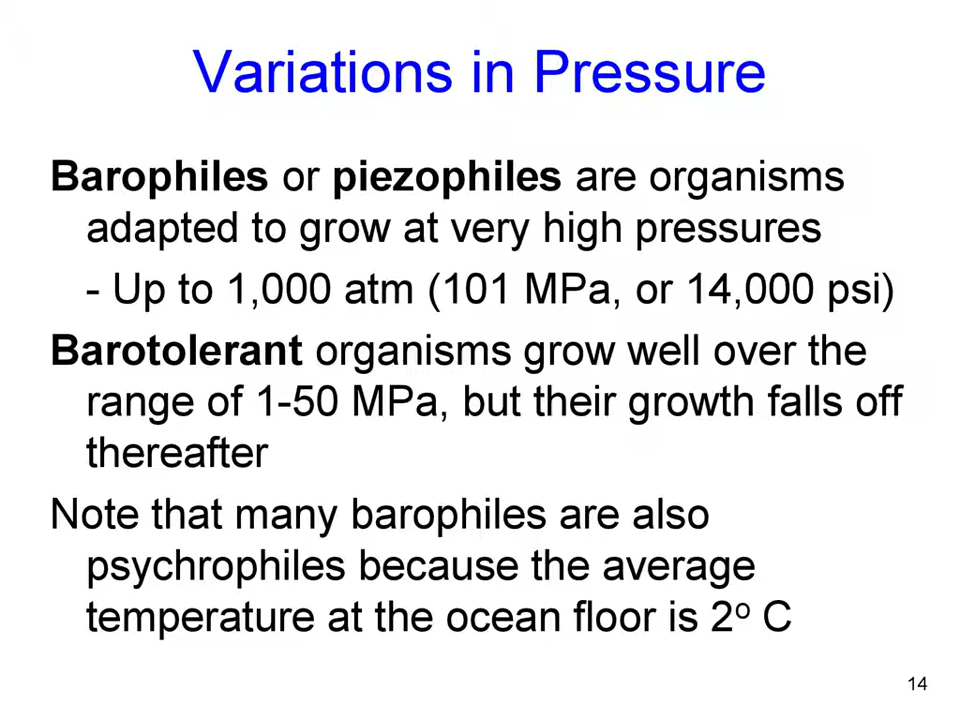 Variations in Pressure
Barophiles or piezophiles are organisms
adapted to grow at very high pressures
- Up to 1,000 atm (101 MPa, or 14,000 psi)
Barotolerant organisms grow well over the
range of 1-50 MPa, but their growth falls off
thereafter
Note that many barophiles are also
psychrophiles because the average
temperature at the ocean floor is 2º C
14